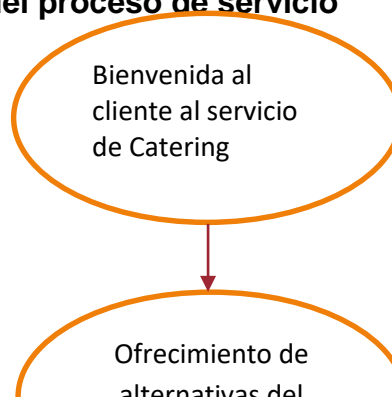 el proceso de servicio
Bienvenida al
cliente al servicio
de Catering
Ofrecimiento de
alternativas del